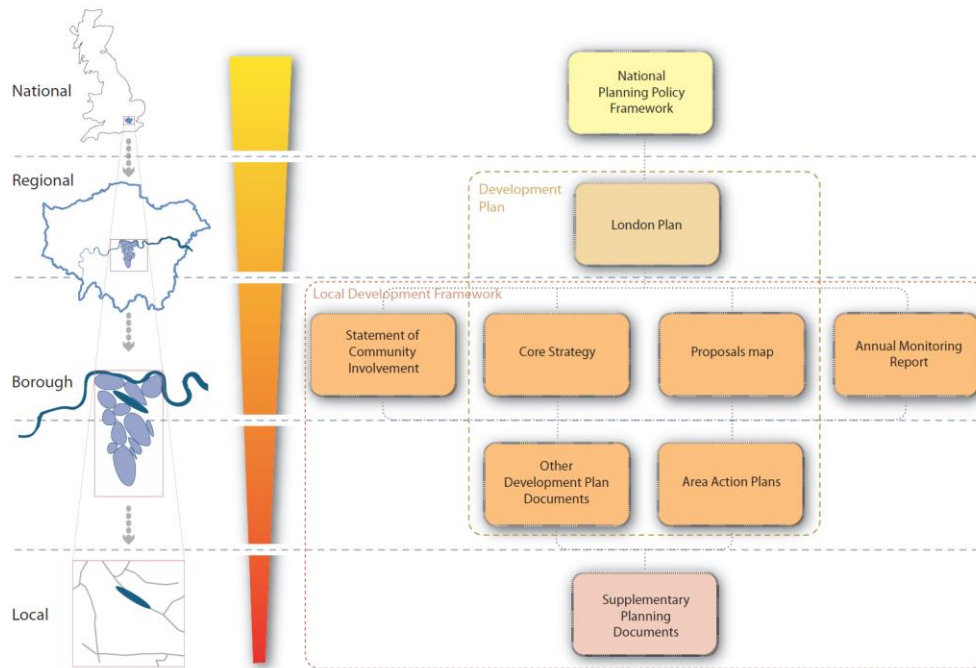 National
National
Planning Policy
Framework
Regional
Development
Plan
London Plan
Local Development Framework
Statement of
Community
Involvement
Core Strategy
Proposals map
Annual Monitoring
Report
Borough
Other
Development Plan
Documents
Area Action Plans
Local
Supplementary
Planning
Documents